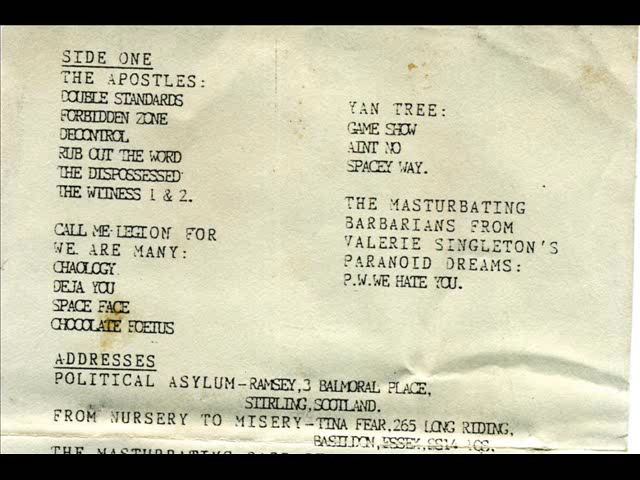 SIDE ONE
THE APOSTLES:
DOUBLE STANDARDS
FORBIDDEN ZONE
DECONTROL
RUB OUT THE WORD
THE DISPOSSESSED
THE WITNESS 1 & 2.
CALL ME LEGION FOR
WE ARE MANY:
CHAOLOGY
DEJA YOU
SPACE FACE
CHOCOLATE FOETUS
YAN TREE:
GAME SHOW
AINT NO
SPACEY WAY.
THE MASTURBATING
BARBARIANS FROM
VALERIE SINGLETON'S
PARANOID DREAMS:
P.W.WE HATE YOU.
ADDRESSES
POLITICAL ASYLUM-RAMSEY,3 BALMORAL PLACE,
STIRLING,SCOTLAND.
FROM NURSERY TO MISERY-TINA FEAR,265 LONG RIDING,
BASILDON,ESSEX,SS14
THE MASTURBATING